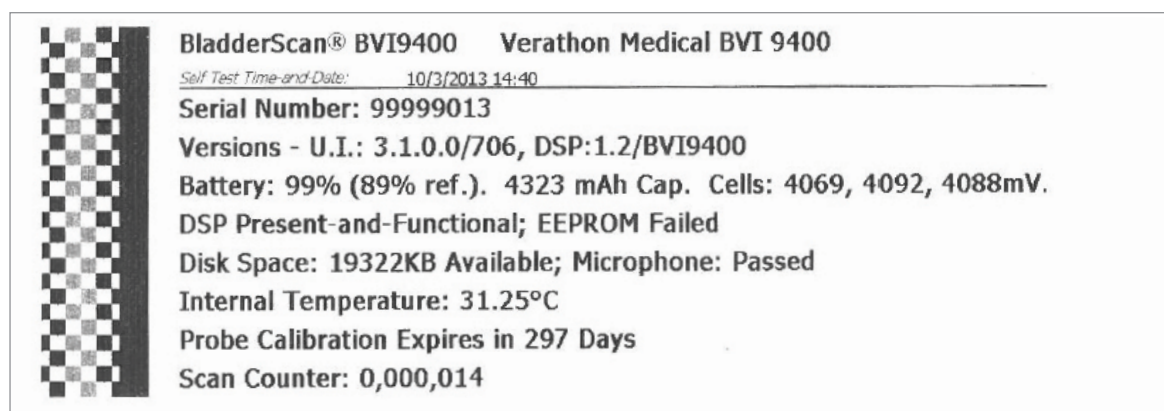 BladderScan® BVI9400 Verathon Medical BVI 9400
Self Test Time-and-Date: 10/3/2013 14:40
Serial Number: 99999013
Versions - U.I.: 3.1.0.0/706, DSP:1.2/BVI9400
Battery: 99% (89% ref.). 4323 mAh Cap. Cells: 4069, 4092, 4088mV.
DSP Present-and-Functional; EEPROM Failed
Disk Space: 19322KB Available; Microphone: Passed
Internal Temperature: 31.25°C
Probe Calibration Expires in 297 Days
Scan Counter: 0,000,014